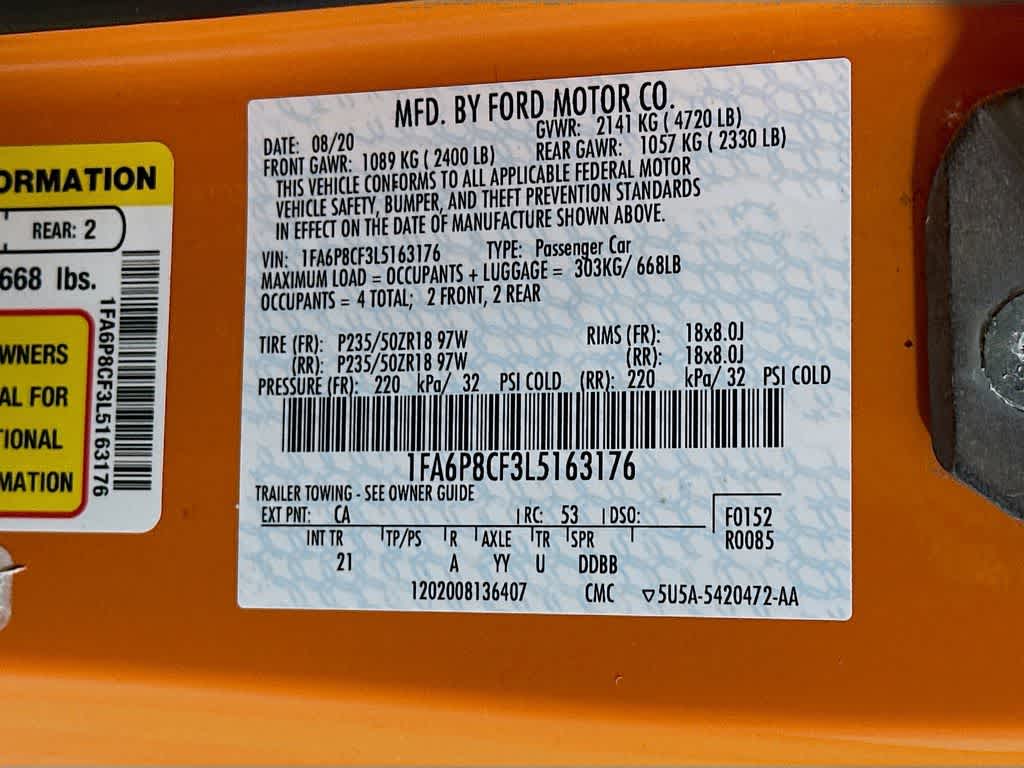 ORMATION
REAR: 2
668 lbs.
WNERS
AL FOR
TIONAL
MATION
1FA6P8CF3L5163176
MFD. BY FORD MOTOR CO.
DATE: 08/20 GVWR: 2141 KG ( 4720 LB)
FRONT GAWR: 1089 KG ( 2400 LB) REAR GAWR: 1057 KG ( 2330 LB)
THIS VEHICLE CONFORMS TO ALL APPLICABLE FEDERAL MOTOR
VEHICLE SAFETY, BUMPER, AND THEFT PREVENTION STANDARDS
IN EFFECT ON THE DATE OF MANUFACTURE SHOWN ABOVE.
VIN: 1FA6P8CF3L5163176 TYPE: Passenger Car
MAXIMUM LOAD = OCCUPANTS + LUGGAGE = 303KG/ 668LB
OCCUPANTS = 4 TOTAL; 2 FRONT, 2 REAR
TIRE (FR): P235/50ZR18 97W RIMS (FR): 18x8.0J
(RR): P235/50ZR18 97W (RR): 18x8.0J
PRESSURE (FR): 220 kPa/ 32 PSI COLD (RR): 220 kPa/ 32 PSI COLD
1FA6P8CF3L5163176
TRAILER TOWING - SEE OWNER GUIDE
EXT PNT: CA RC: 53 DSO: F0152
INT TR TP/PS R AXLE TR SPR R0085
21 A YY U DDBB
1202008136407 CMC ▽5U5A-5420472-AA